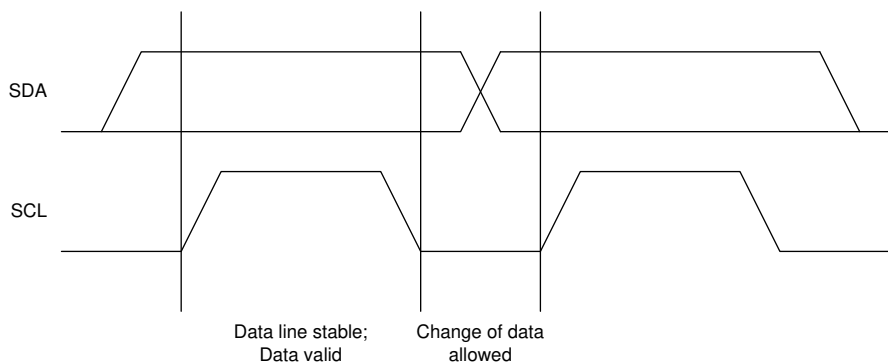 SDA
SCL
Data line stable;
Data valid
Change of data
allowed